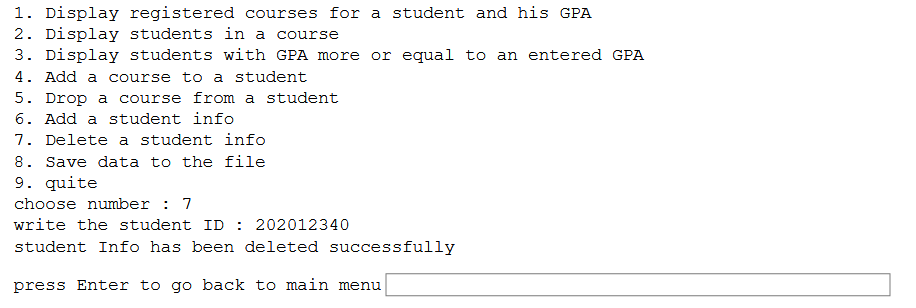 1. Display registered courses for a student and his GPA
2. Display students in a course
3. Display students with GPA more or equal to an entered GPA
4. Add a course to a student
5. Drop a course from a student
6. Add a student info
7. Delete a student info
8. Save data to the file
9. quite
choose number : 7
write the student ID : 202012340
student Info has been deleted successfully
press Enter to go back to main menu